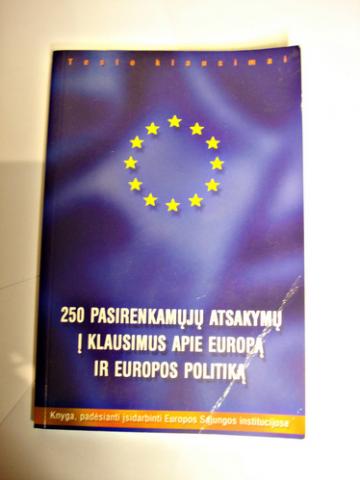 Testo klausimai
250 PASIRENKAMŲJŲ ATSAKYMŲ
Į KLAUSIMUS APIE EUROPĄ
IR EUROPOS POLITIKĄ
Knyga, padėsianti įsidarbinti Europos Sąjungos institucijose